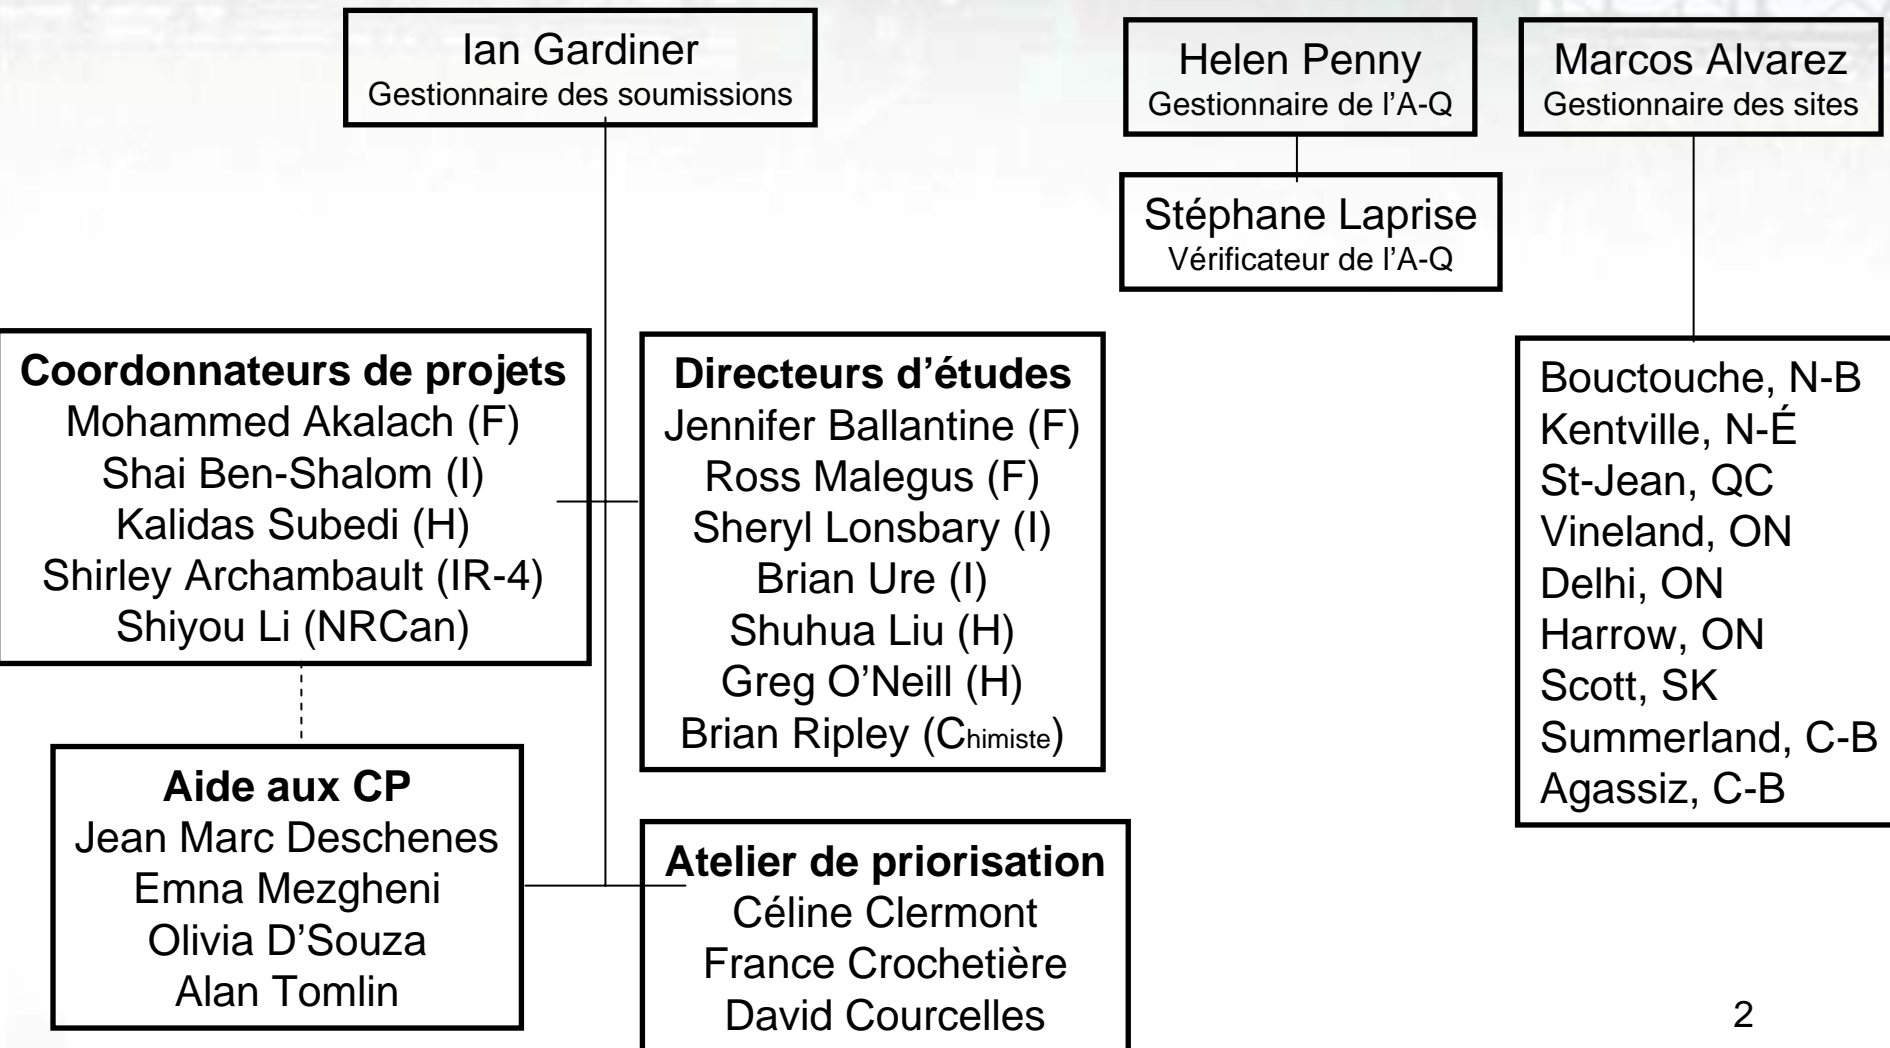 Ian Gardiner
Gestionnaire des soumissions
Helen Penny
Gestionnaire de l’A-Q
Marcos Alvarez
Gestionnaire des sites
Stéphane Laprise
Vérificateur de l’A-Q
Coordonnateurs de projets
Mohammed Akalach (F)
Shai Ben-Shalom (I)
Kalidas Subedi (H)
Shirley Archambault (IR-4)
Shiyou Li (NRCan)
Directeurs d’études
Jennifer Ballantine (F)
Ross Malegus (F)
Sheryl Lonsbary (I)
Brian Ure (I)
Shuhua Liu (H)
Greg O’Neill (H)
Brian Ripley (Chimiste)
Bouctouche, N-B
Kentville, N-É
St-Jean, QC
Vineland, ON
Delhi, ON
Harrow, ON
Scott, SK
Summerland, C-B
Agassiz, C-B
Aide aux CP
Jean Marc Deschenes
Emna Mezgheni
Olivia D’Souza
Alan Tomlin
Atelier de priorisation
Céline Clermont
France Crochetière
David Courcelles
2